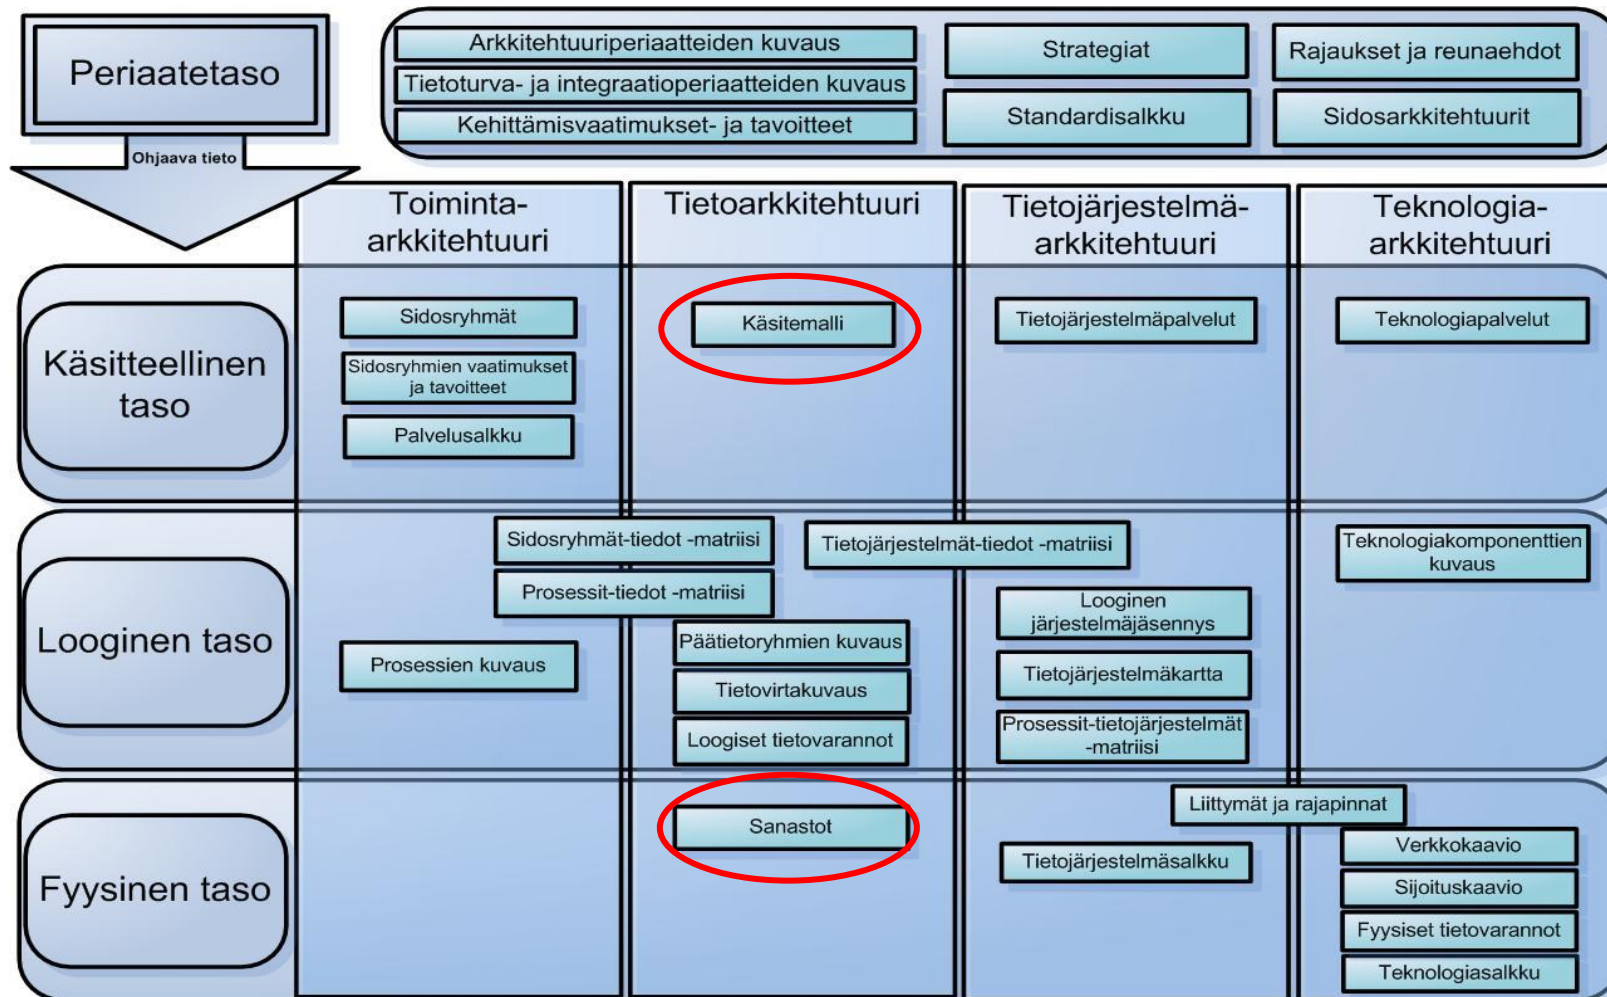 Periaatetaso
Ohjaava tieto
Arkkitehtuuriperiaatteiden kuvaus
Tietoturva- ja integraatioperiaatteiden kuvaus
Kehittämisvaatimukset- ja tavoitteet
Strategiat
Standardisalkku
Rajaukset ja reunaehdot
Sidosarkkitehtuurit
Toiminta-
arkkitehtuuri
Tietoarkkitehtuuri
Tietojärjestelmä-
arkkitehtuuri
Teknologia-
arkkitehtuuri
Käsitteellinen
taso
Sidosryhmät
Sidosryhmien vaatimukset
ja tavoitteet
Palvelusalkku
Käsitemalli
Tietojärjestelmäpalvelut
Teknologiapalvelut
Looginen taso
Sidosryhmät-tiedot -matriisi
Prosessit-tiedot -matriisi
Prosessien kuvaus
Tietojärjestelmät-tiedot -matriisi
Päätietoryhmien kuvaus
Tietovirtakuvaus
Loogiset tietovarannot
Looginen
järjestelmäjäsennys
Tietojärjestelmäkartta
Prosessit-tietojärjestelmät
-matriisi
Teknologiakomponenttien
kuvaus
Fyysinen taso
Sanastot
Liittymät ja rajapinnat
Tietojärjestelmäsalkku
Verkkokaavio
Sijoituskaavio
Fyysiset tietovarannot
Teknologiasalkku